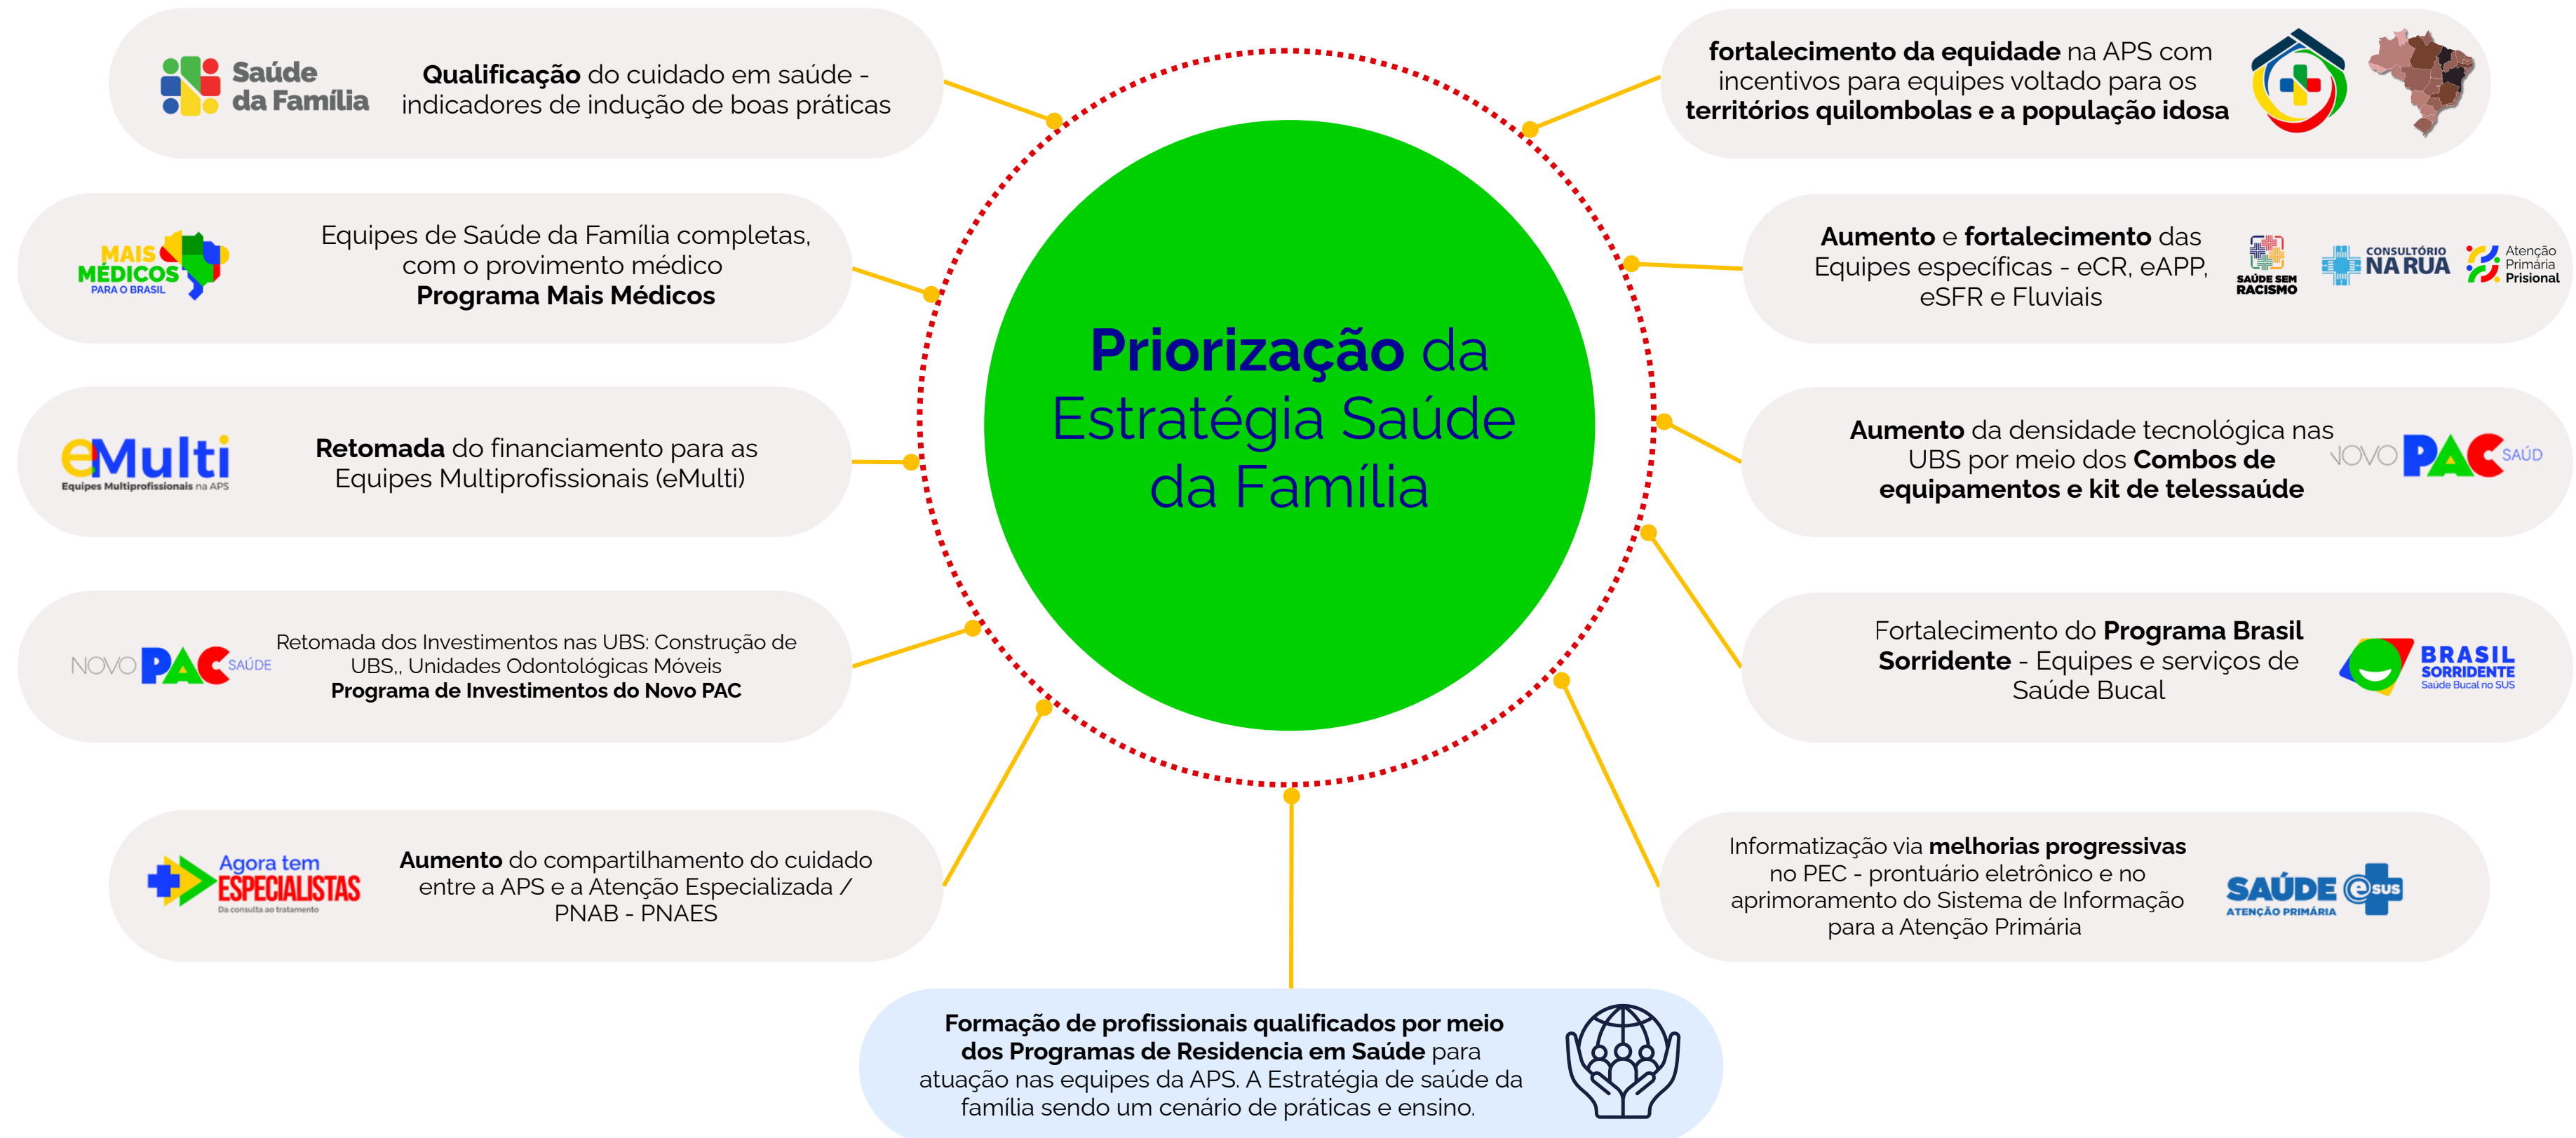 Saúde
da Família
Qualificação do cuidado em saúde -
indicadores de indução de boas práticas
MAIS
MÉDICOS
PARA O BRASIL
Equipes de Saúde da Família completas,
com o provimento médico
Programa Mais Médicos
eMulti
Equipes Multiprofissionais na APS
Retomada do financiamento para as
Equipes Multiprofissionais (eMulti)
NOVO PAC SAÚDE
Retomada dos Investimentos nas UBS: Construção de
UBS,, Unidades Odontológicas Móveis
Programa de Investimentos do Novo PAC
Agora tem
ESPECIALISTAS
Da consulta ao tratamento
Aumento do compartilhamento do cuidado
entre a APS e a Atenção Especializada /
PNAB - PNAES
Priorização da
Estratégia Saúde
da Família
fortalecimento da equidade na APS com
incentivos para equipes voltado para os
territórios quilombolas e a população idosa
Aumento e fortalecimento das
Equipes específicas - eCR, eAPP,
eSFR e Fluviais
SAÚDE SEM
RACISMO
CONSULTÓRIO
NA RUA
Atenção
Primária
Prisional
Aumento da densidade tecnológica nas
UBS por meio dos Combos de
equipamentos e kit de telessaúde
NOVO PAC SAÚD
Fortalecimento do Programa Brasil
Sorridente - Equipes e serviços de
Saúde Bucal
BRASIL
SORRIDENTE
Saúde Bucal no SUS
Informatização via melhorias progressivas
no PEC - prontuário eletrônico e no
aprimoramento do Sistema de Informação
para a Atenção Primária
SAÚDE e SUS
ATENÇÃO PRIMÁRIA
Formação de profissionais qualificados por meio
dos Programas de Residencia em Saúde para
atuação nas equipes da APS. A Estratégia de saúde da
família sendo um cenário de práticas e ensino.